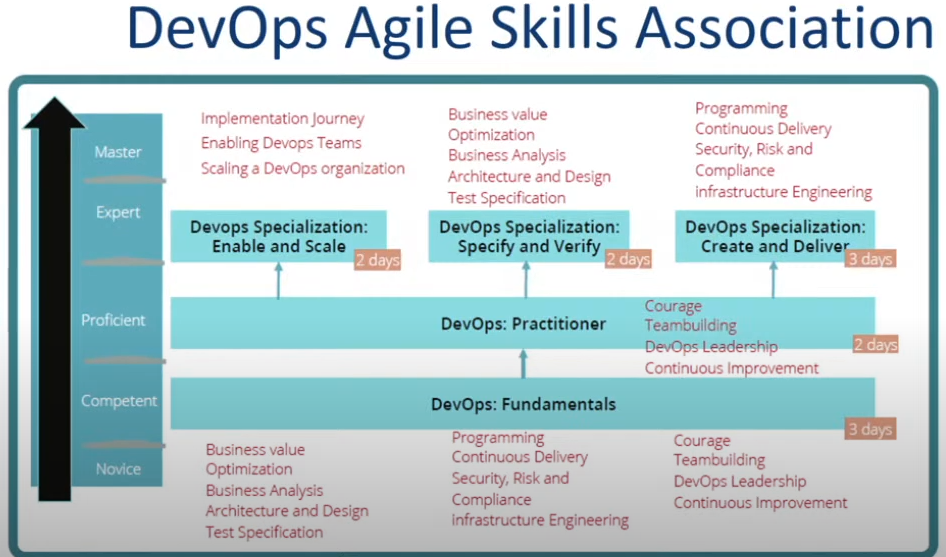 DevOps Agile Skills Association
Master
Expert
Proficient
Competent
Novice
Implementation Journey
Enabling Devops Teams
Scaling a DevOps organization
Business value
Optimization
Business Analysis
Architecture and Design
Test Specification
Programming
Continuous Delivery
Security, Risk and
Compliance
infrastructure Engineering
Devops Specialization:
Enable and Scale
2 days
DevOps Specialization:
Specify and Verify
2 days
DevOps Specialization:
Create and Deliver
3 days
DevOps: Practitioner
Courage
Teambuilding
DevOps Leadership
Continuous Improvement
2 days
DevOps: Fundamentals
3 days
Business value
Optimization
Business Analysis
Architecture and Design
Test Specification
Programming
Continuous Delivery
Security, Risk and
Compliance
infrastructure Engineering
Courage
Teambuilding
DevOps Leadership
Continuous Improvement